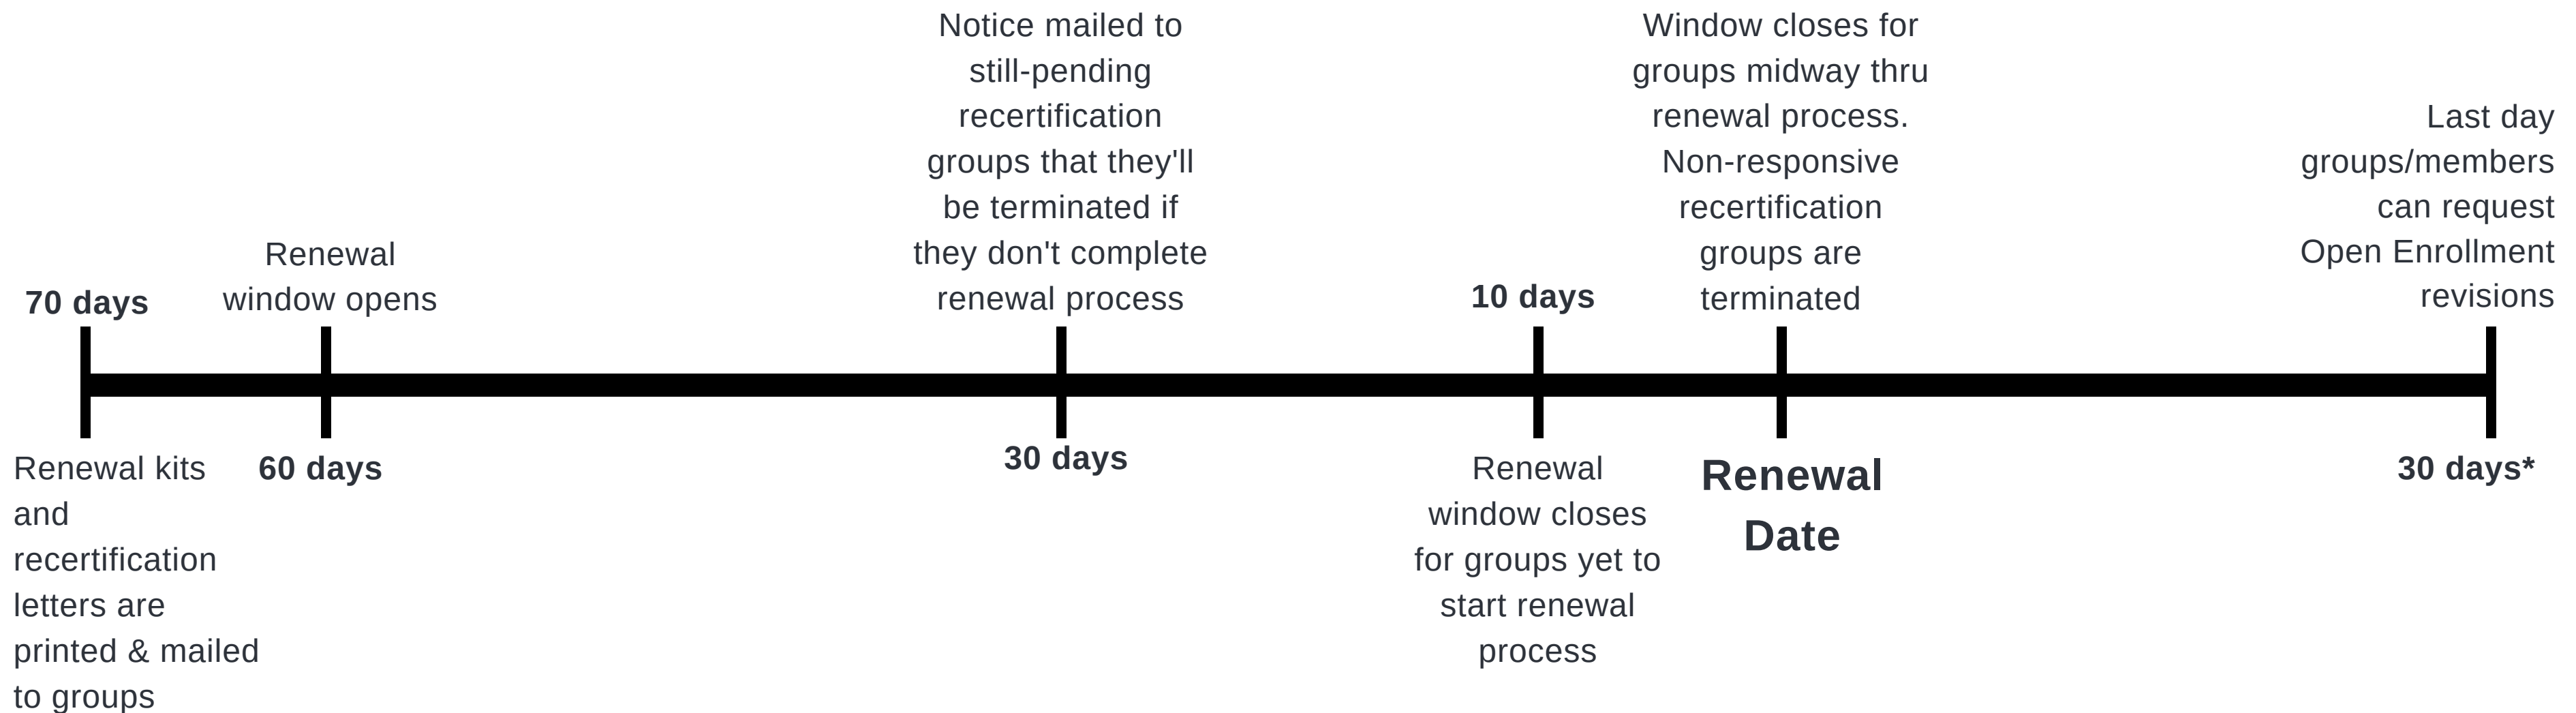 70 days
Renewal kits
and
recertification
letters are
printed & mailed
to groups
Renewal
window opens
60 days
Notice mailed to
still-pending
recertification
groups that they'll
be terminated if
they don't complete
renewal process
30 days
10 days
Renewal
window closes
for groups yet to
start renewal
process
Window closes for
groups midway thru
renewal process.
Non-responsive
recertification
groups are
terminated
Renewal
Date
Last day
groups/members
can request
Open Enrollment
revisions
30 days*